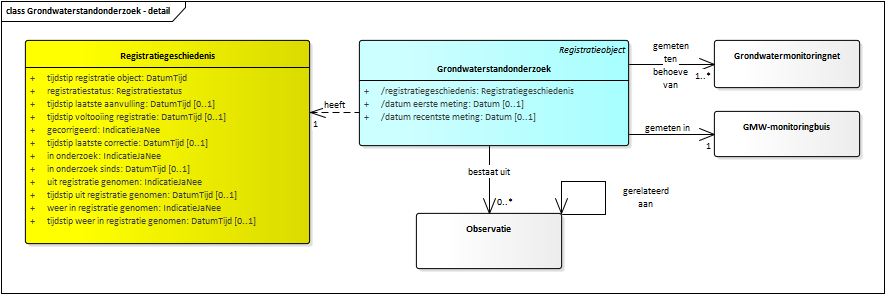 class Grondwaterstandonderzoek - detail
Registratiegeschiedenis
+ tijdstip registratie object: DatumTijd
+ registratiestatus: Registratiestatus
+ tijdstip laatste aanvulling: DatumTijd [0..1]
+ tijdstip voltooiing registratie: DatumTijd [0..1]
+ gecorrigeerd: IndicatieJaNee
+ tijdstip laatste correctie: DatumTijd [0..1]
+ in onderzoek: IndicatieJaNee
+ in onderzoek sinds: DatumTijd [0..1]
+ uit registratie genomen: IndicatieJaNee
+ tijdstip uit registratie genomen: DatumTijd [0..1]
+ weer in registratie genomen: IndicatieJaNee
+ tijdstip weer in registratie genomen: DatumTijd [0..1]
heeft
1
Registratieobject
Grondwaterstandonderzoek
+ /registratiegeschiedenis: Registratiegeschiedenis
+ /datum eerste meting: Datum [0..1]
+ /datum recentste meting: Datum [0..1]
gemeten
ten
behoeve
van
1..*
Grondwatermonitoringnet
gemeten in
1
GMW-monitoringbuis
bestaat uit
0..*
Observatie
gerelateerd
aan